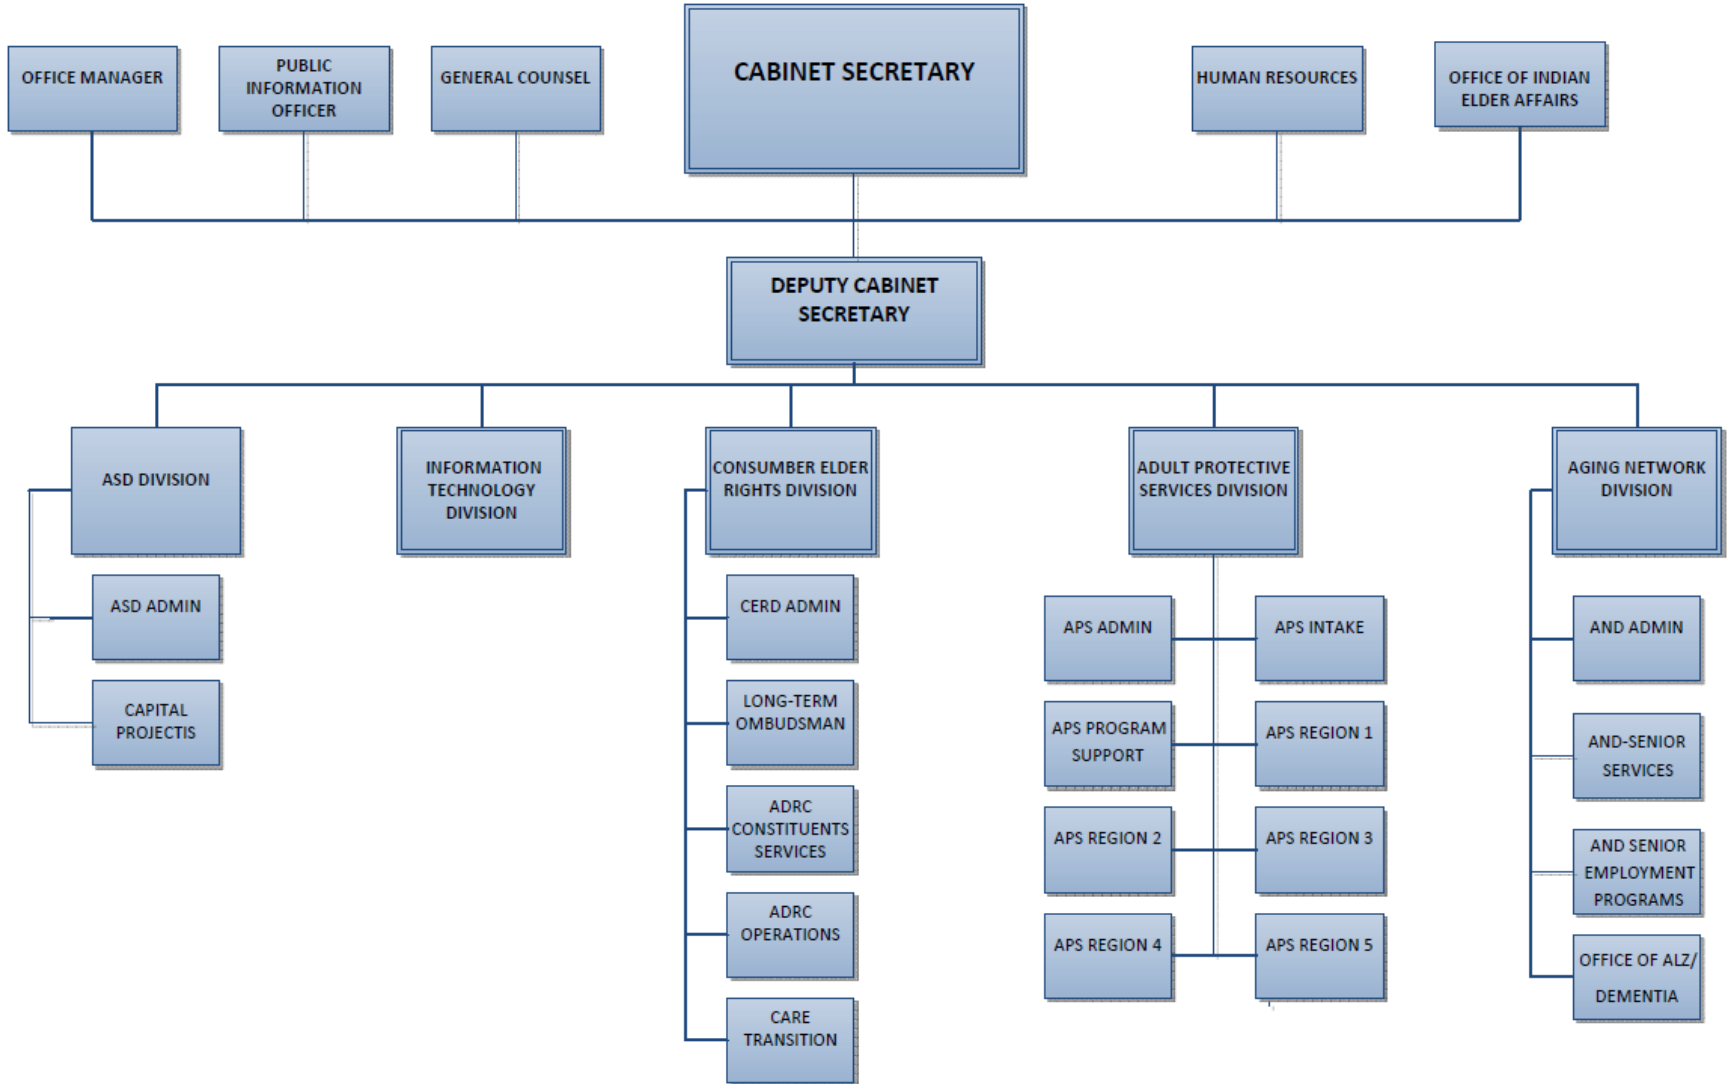 OFFICE MANAGER
PUBLIC
INFORMATION
OFFICER
GENERAL COUNSEL
CABINET SECRETARY
HUMAN RESOURCES
OFFICE OF INDIAN
ELDER AFFAIRS
DEPUTY CABINET
SECRETARY
ASD DIVISION
INFORMATION
TECHNOLOGY
DIVISION
CONSUMBER ELDER
RIGHTS DIVISION
ADULT PROTECTIVE
SERVICES DIVISION
AGING NETWORK
DIVISION
ASD ADMIN
CAPITAL
PROJECTIS
CERD ADMIN
LONG-TERM
OMBUDSMAN
ADRC
CONSTITUENTS
SERVICES
ADRC
OPERATIONS
CARE
TRANSITION
APS ADMIN
APS INTAKE
APS PROGRAM
SUPPORT
APS REGION 1
APS REGION 2
APS REGION 3
APS REGION 4
APS REGION 5
AND ADMIN
AND-SENIOR
SERVICES
AND SENIOR
EMPLOYMENT
PROGRAMS
OFFICE OF ALZ/
DEMENTIA